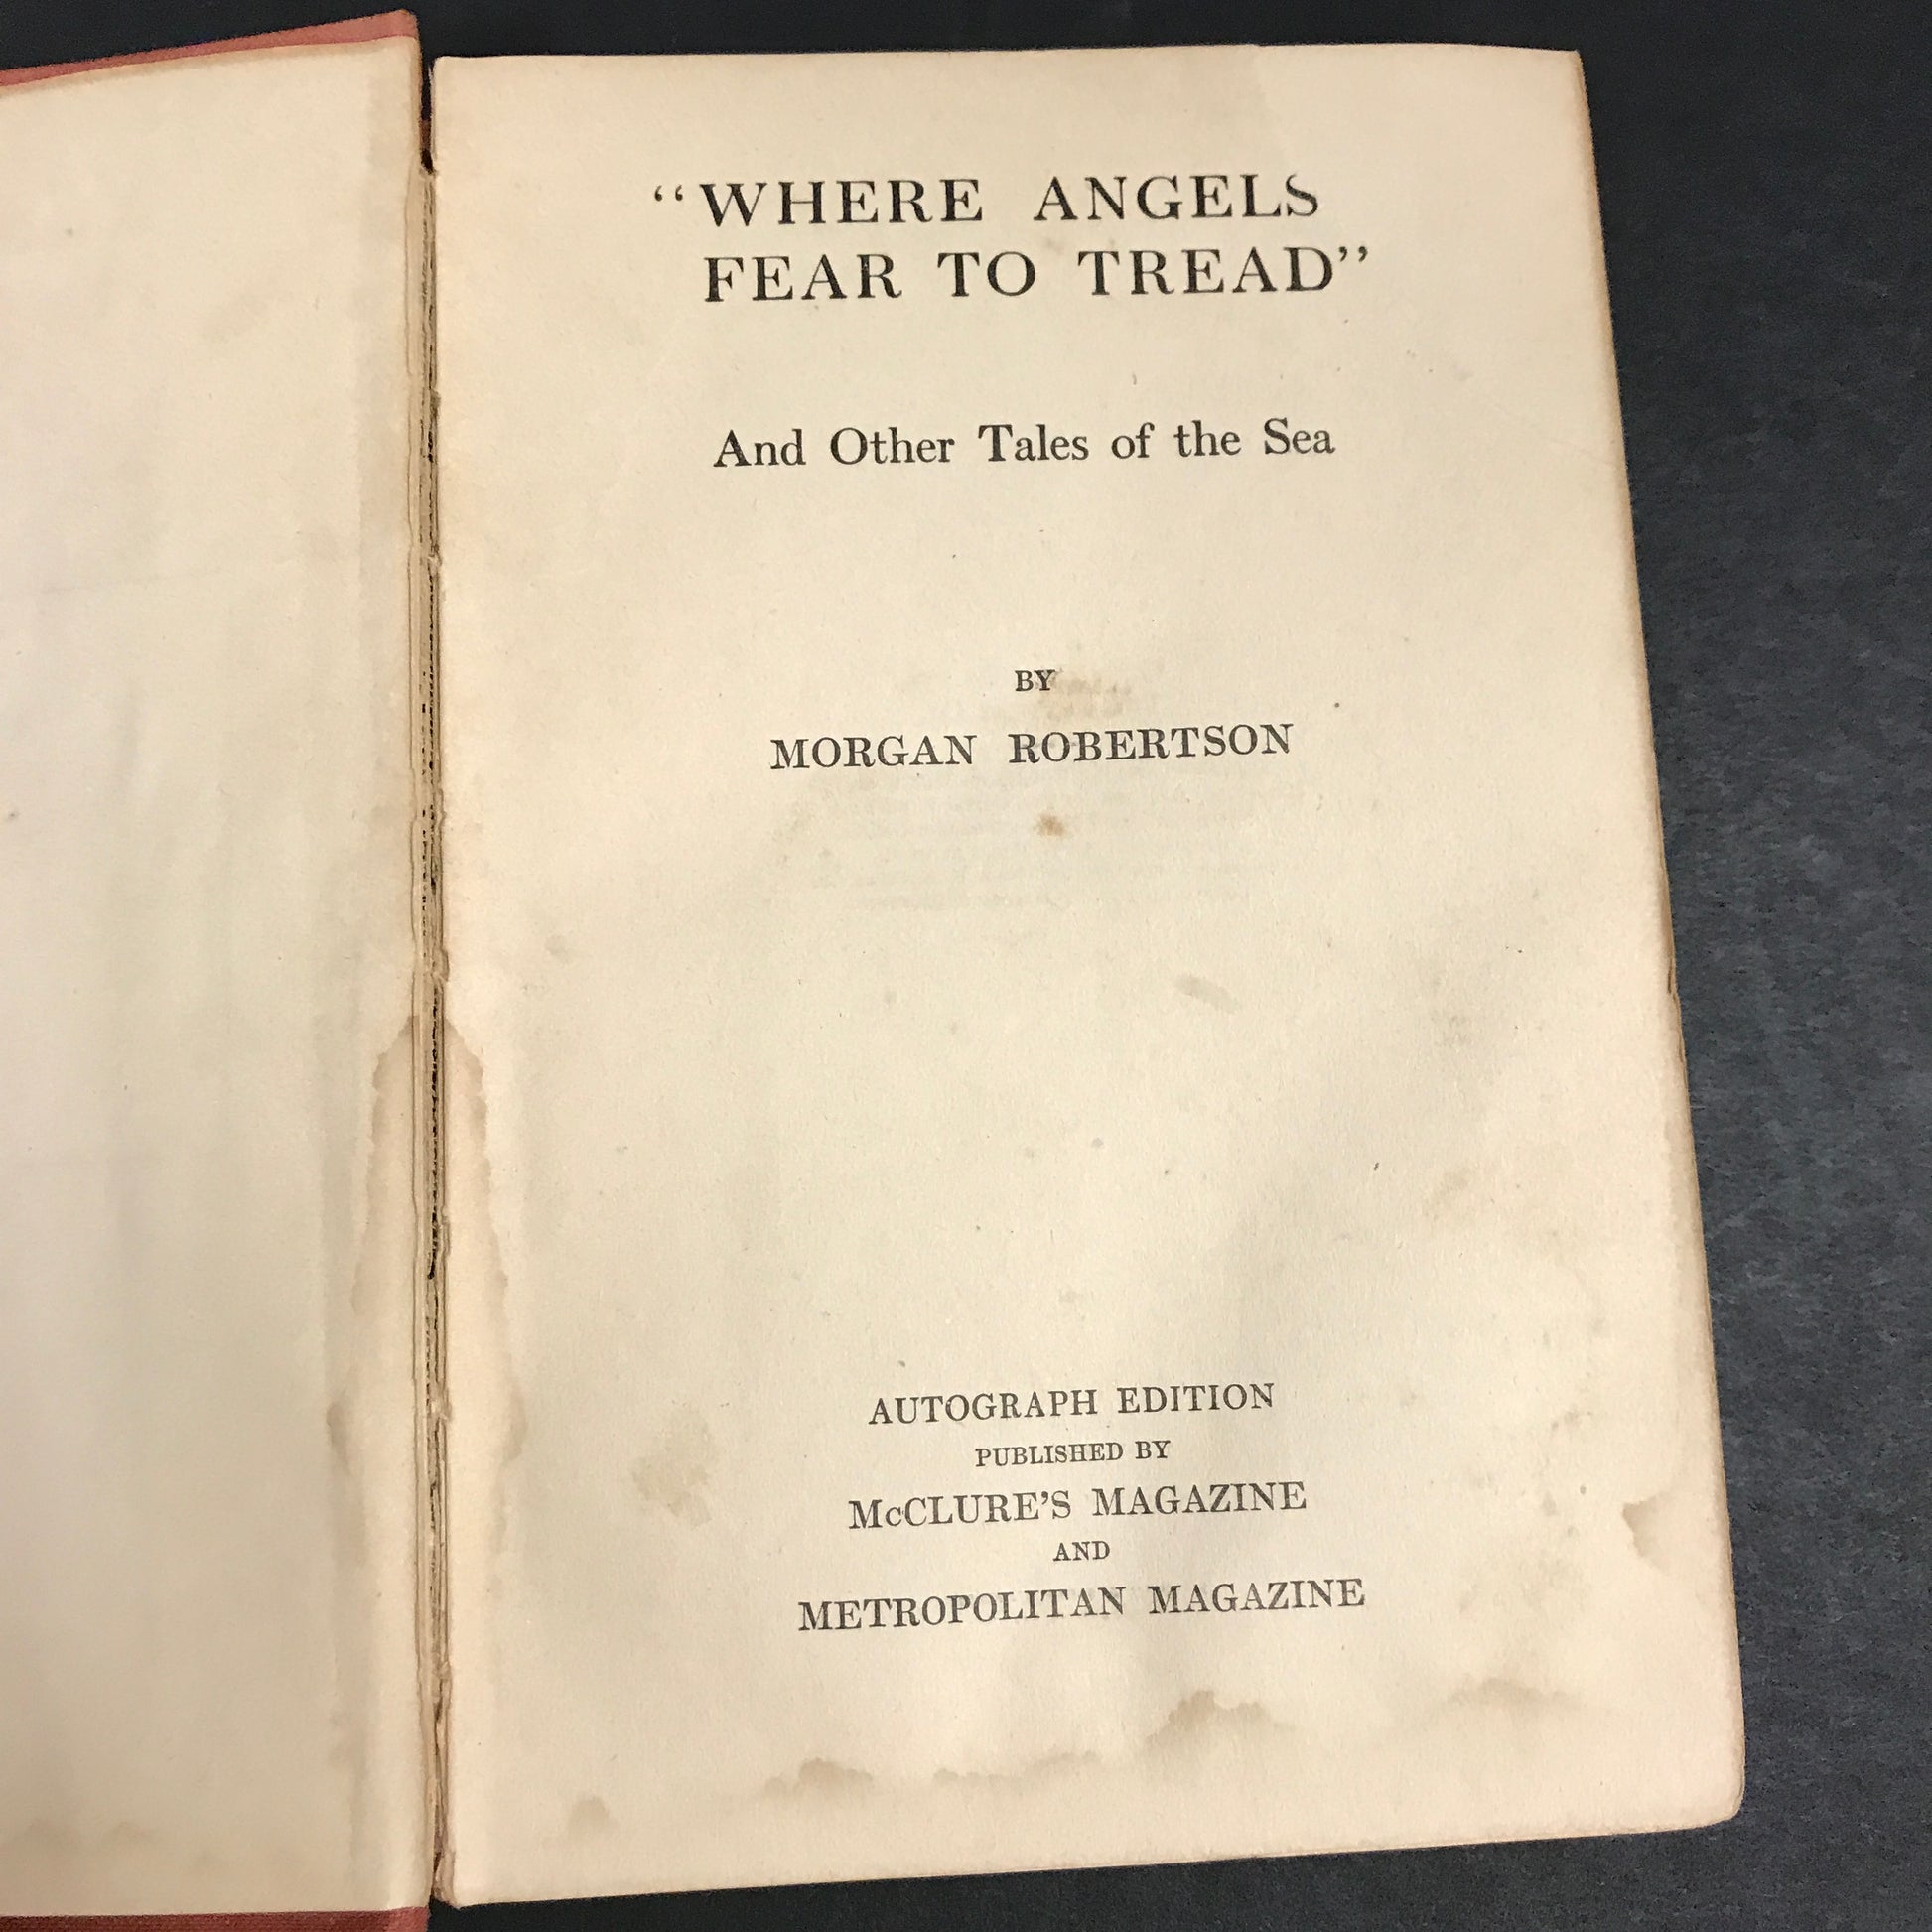 “WHERE ANGELS
FEAR TO TREAD”
And Other Tales of the Sea
BY
MORGAN ROBERTSON
AUTOGRAPH EDITION
PUBLISHED BY
McCLURE’S MAGAZINE
AND
METROPOLITAN MAGAZINE